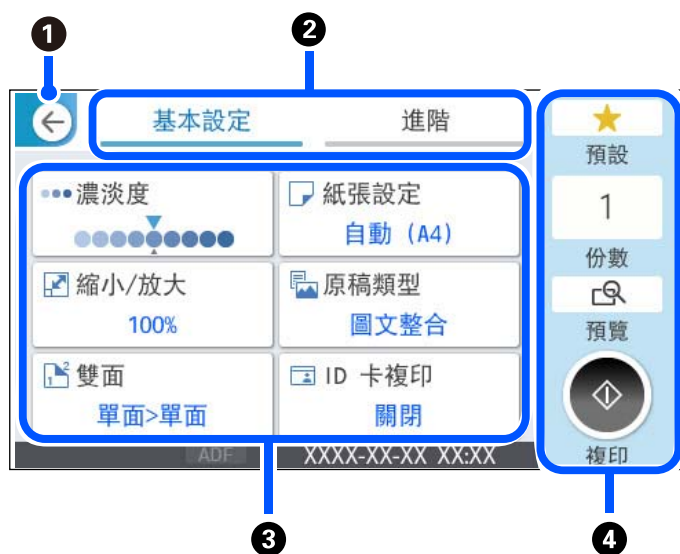 1
2
基本設定
進階
預設
濃淡度
紙張設定
自動 (A4)
1
份數
縮小/放大
100%
原稿類型
圖文整合
預覽
1 2
雙面
單面>單面
ID 卡複印
關閉
複印
ADF
XXXX-XX-XX XX:XX
3
4